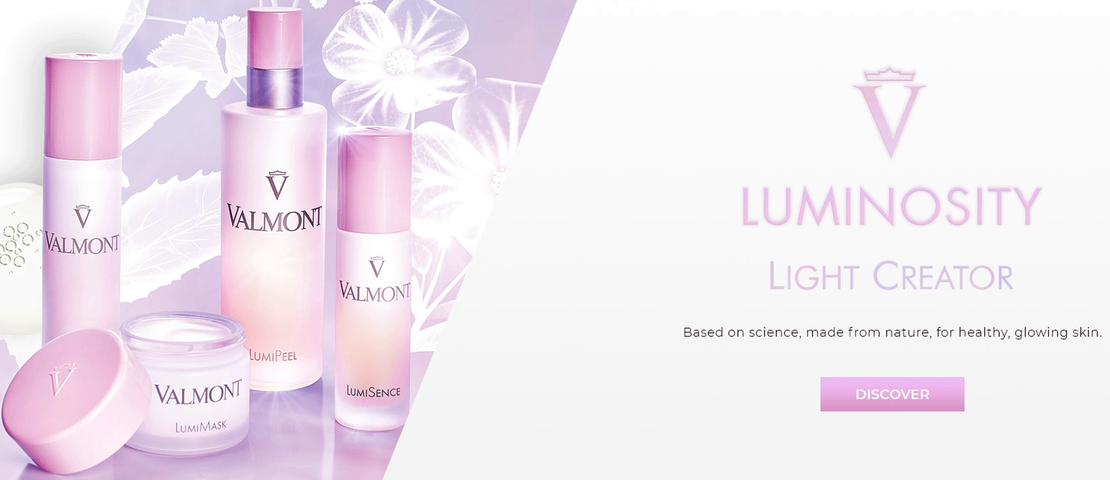 V
VALMONT
V
VALMONT
LUMIPEEL
V
VALMONT
LUMISENCE
V
VALMONT
LUMIMASK
V
LUMINOSITY
LIGHT CREATOR
Based on science, made from nature, for healthy, glowing skin.
DISCOVER